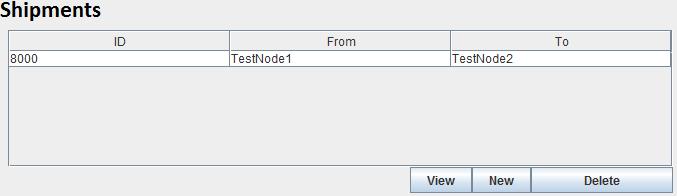 Shipments
ID From To
8000 TestNode1 TestNode2
View New Delete